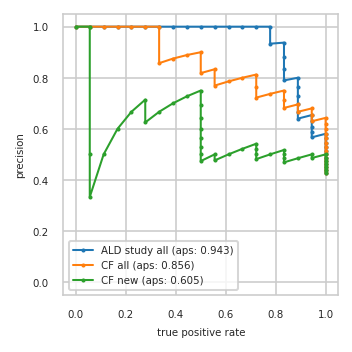 precision
1.0
0.8
0.6
0.4
0.2
0.0
ALD study all (aps: 0.943)
CF all (aps: 0.856)
CF new (aps: 0.605)
0.0 0.2 0.4 0.6 0.8 1.0
true positive rate